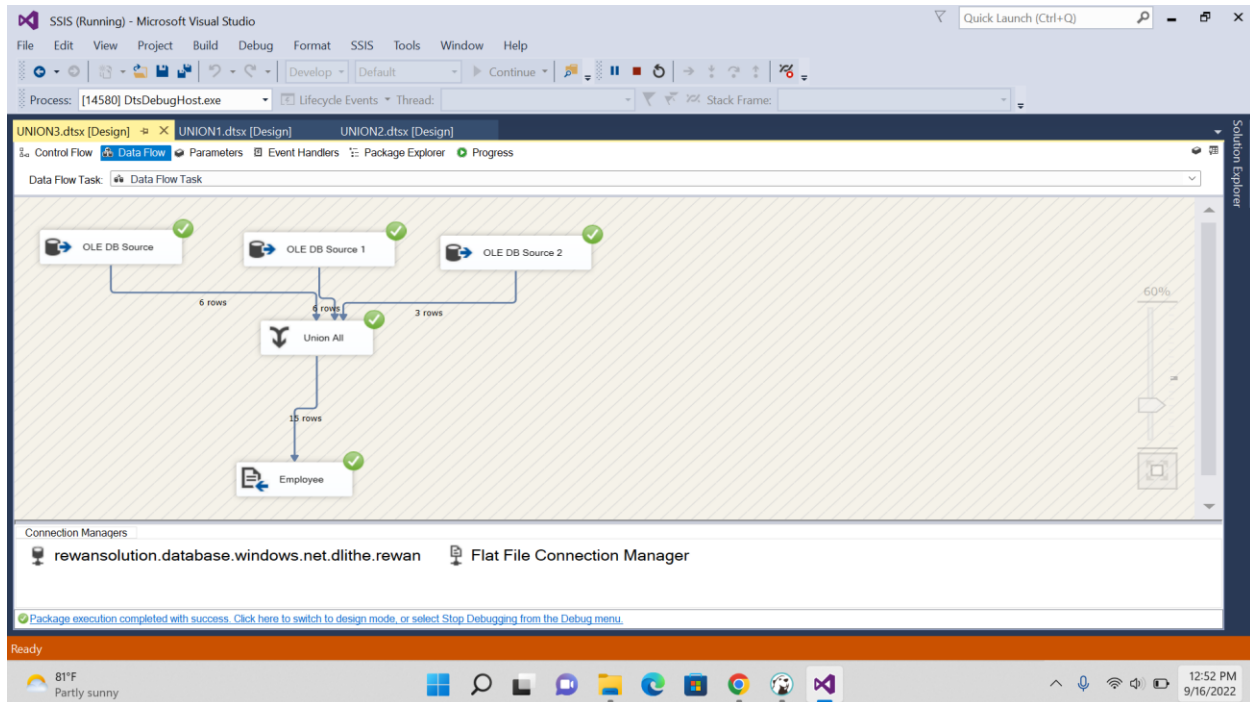 SSIS (Running) - Microsoft Visual Studio
Quick Launch (Ctrl+Q)
File Edit View Project Build Debug Format SSIS Tools Window Help
Develop Default Continue
Process: [14580] DtsDebugHost.exe Lifecycle Events Thread: Stack Frame:
UNION3.dtsx [Design] UNION1.dtsx [Design] UNION2.dtsx [Design]
Solution Explorer
Control Flow Data Flow Parameters Event Handlers Package Explorer Progress
Data Flow Task: Data Flow Task
OLE DB Source
OLE DB Source 1
OLE DB Source 2
6 rows
6 rows
3 rows
60%
Union All
15 rows
Employee
Connection Managers
rewansolution.database.windows.net.dlithe.rewan
Flat File Connection Manager
Package execution completed with success. Click here to switch to design mode, or select Stop Debugging from the Debug menu.
Ready
81°F
Partly sunny
12:52 PM
9/16/2022